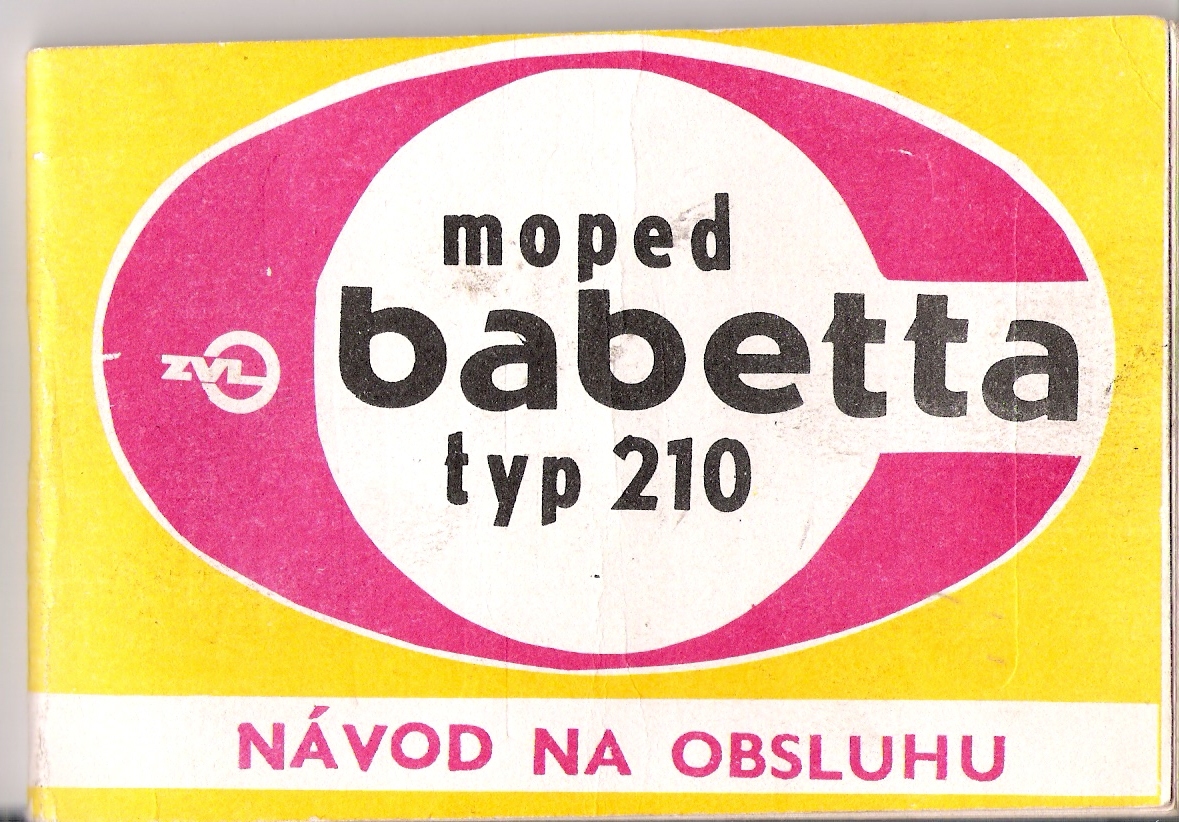 moped
babetta
ZVL
typ 210
NÁVOD NA OBSLUHU